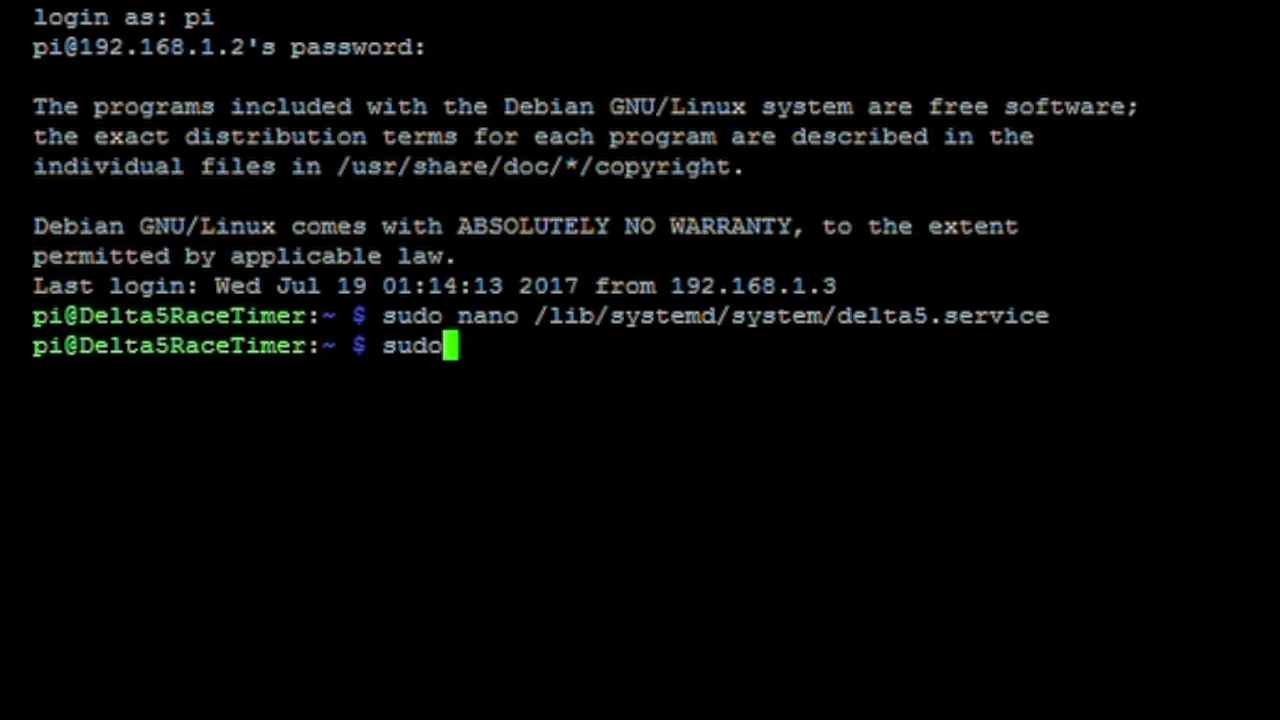 login as: pi
pi@192.168.1.2's password:
The programs included with the Debian GNU/Linux system are free software;
the exact distribution terms for each program are described in the
individual files in /usr/share/doc/*/copyright.
Debian GNU/Linux comes with ABSOLUTELY NO WARRANTY, to the extent
permitted by applicable law.
Last login: Wed Jul 19 01:14:13 2017 from 192.168.1.3
pi@Delta5RaceTimer:~ $ sudo nano /lib/systemd/system/delta5.service
pi@Delta5RaceTimer:~ $ sudo